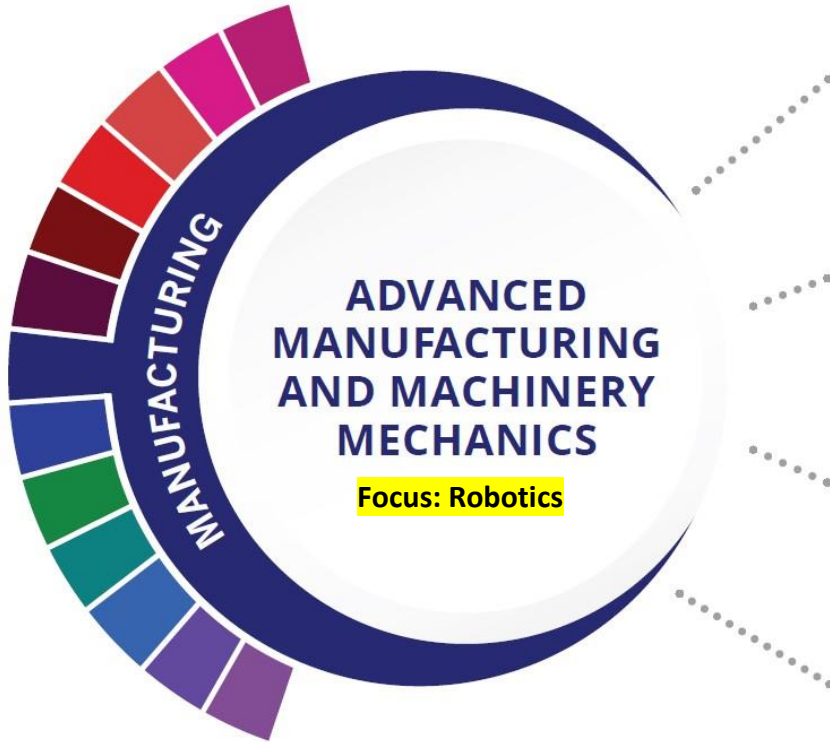 MANUFACTURING
ADVANCED
MANUFACTURING
AND MACHINERY
MECHANICS
Focus: Robotics